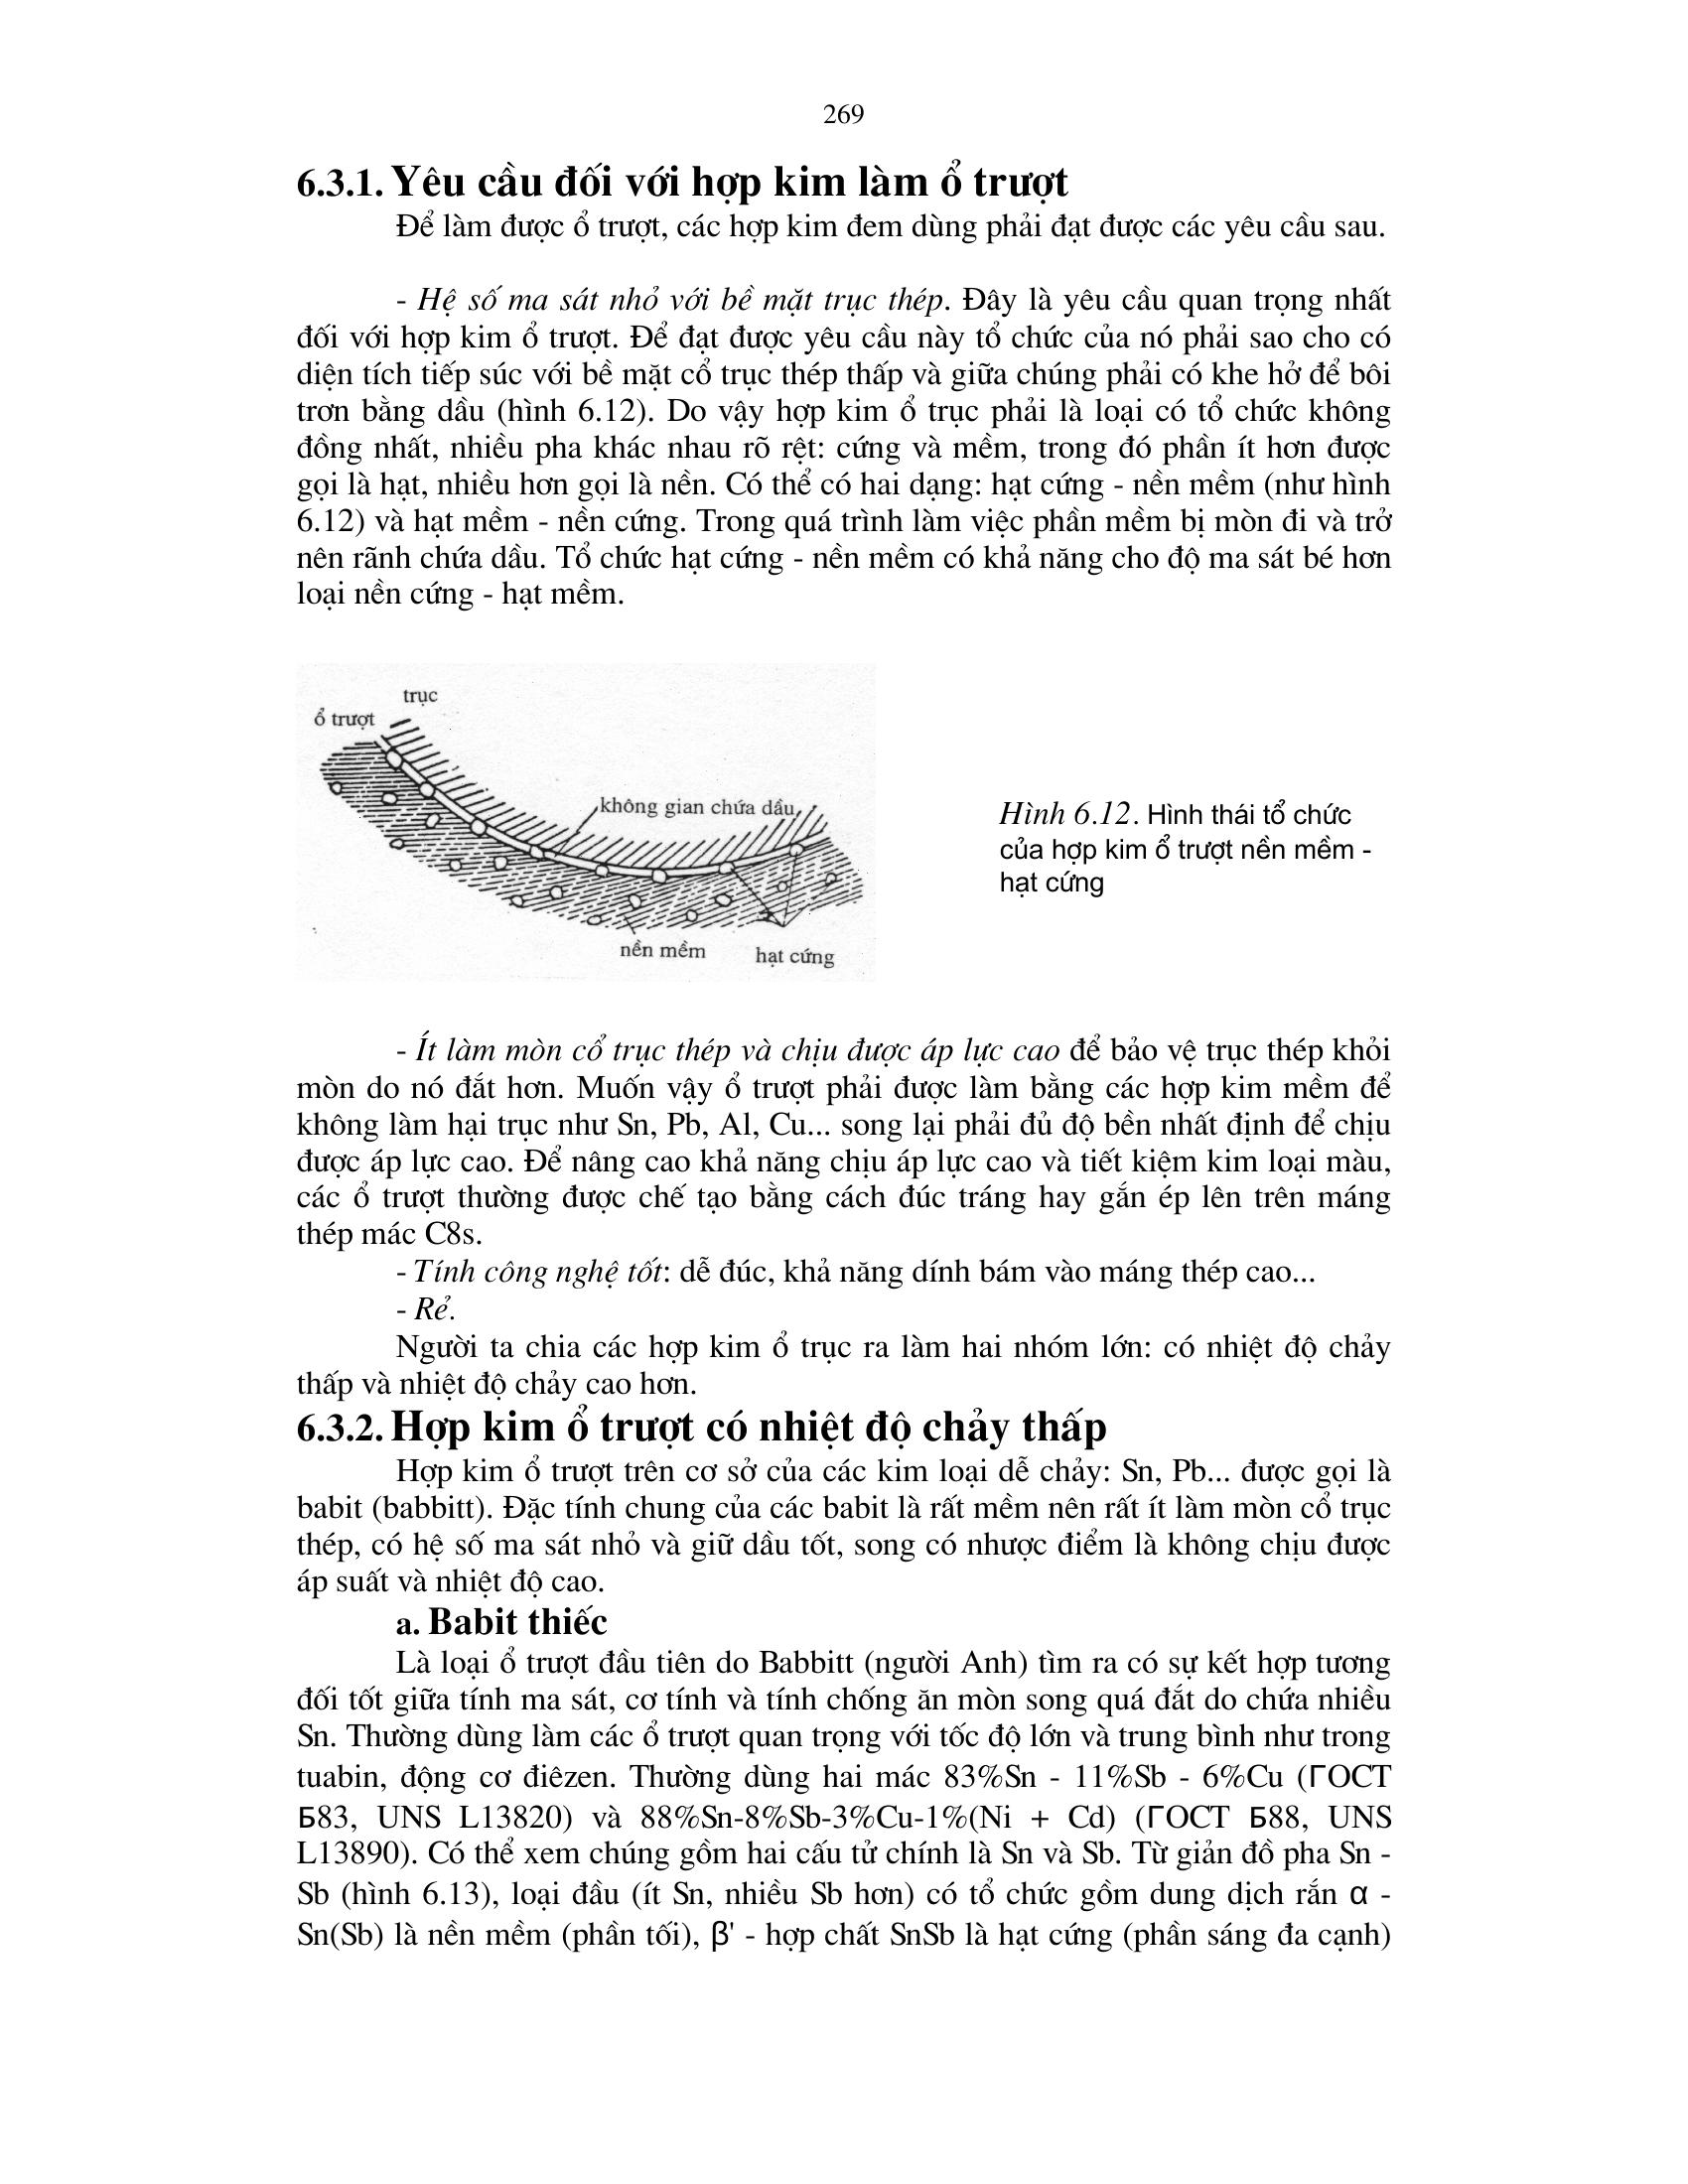 269
6.3.1. Yêu cầu đối với hợp kim làm ổ trượt
Để làm được ổ trượt, các hợp kim đem dùng phải đạt được các yêu cầu sau.
- Hệ số ma sát nhỏ với bề mặt trục thép. Đây là yêu cầu quan trọng nhất
đối với hợp kim ổ trượt. Để đạt được yêu cầu này tổ chức của nó phải sao cho có
diện tích tiếp súc với bề mặt cổ trục thép thấp và giữa chúng phải có khe hở để bôi
trơn bằng dầu (hình 6.12). Do vậy hợp kim ổ trục phải là loại có tổ chức không
đồng nhất, nhiều pha khác nhau rõ rệt: cứng và mềm, trong đó phần ít hơn được
gọi là hạt, nhiều hơn gọi là nền. Có thể có hai dạng: hạt cứng - nền mềm (như hình
6.12) và hạt mềm - nền cứng. Trong quá trình làm việc phần mềm bị mòn đi và trở
nên rãnh chứa dầu. Tổ chức hạt cứng - nền mềm có khả năng cho độ ma sát bé hơn
loại nền cứng - hạt mềm.
trục
ổ trượt
không gian chứa dầu
nền mềm
hạt cứng
Hình 6.12. Hình thái tổ chức
của hợp kim ổ trượt nền mềm -
hạt cứng
- Ít làm mòn cổ trục thép và chịu được áp lực cao để bảo vệ trục thép khỏi
mòn do nó đắt hơn. Muốn vậy ổ trượt phải được làm bằng các hợp kim mềm để
không làm hại trục như Sn, Pb, Al, Cu... song lại phải đủ độ bền nhất định để chịu
được áp lực cao. Để nâng cao khả năng chịu áp lực cao và tiết kiệm kim loại màu,
các ổ trượt thường được chế tạo bằng cách đúc tráng hay gắn ép lên trên máng
thép mác C8s.
- Tính công nghệ tốt: dễ đúc, khả năng dính bám vào máng thép cao...
- Rẻ.
Người ta chia các hợp kim ổ trục ra làm hai nhóm lớn: có nhiệt độ chảy
thấp và nhiệt độ chảy cao hơn.
6.3.2. Hợp kim ổ trượt có nhiệt độ chảy thấp
Hợp kim ổ trượt trên cơ sở của các kim loại dễ chảy: Sn, Pb... được gọi là
babit (babbitt). Đặc tính chung của các babit là rất mềm nên rất ít làm mòn cổ trục
thép, có hệ số ma sát nhỏ và giữ dầu tốt, song có nhược điểm là không chịu được
áp suất và nhiệt độ cao.
a. Babit thiếc
Là loại ổ trượt đầu tiên do Babbitt (người Anh) tìm ra có sự kết hợp tương
đối tốt giữa tính ma sát, cơ tính và tính chống ăn mòn song quá đắt do chứa nhiều
Sn. Thường dùng làm các ổ trượt quan trọng với tốc độ lớn và trung bình như trong
tuabin, động cơ điêzen. Thường dùng hai mác 83%Sn - 11%Sb - 6%Cu (ГOCT
Б83, UNS L13820) và 88%Sn-8%Sb-3%Cu-1%(Ni + Cd) (ГOCT Б88, UNS
L13890). Có thể xem chúng gồm hai cấu tử chính là Sn và Sb. Từ giản đồ pha Sn -
Sb (hình 6.13), loại đầu (ít Sn, nhiều Sb hơn) có tổ chức gồm dung dịch rắn α -
Sn(Sb) là nền mềm (phần tối), β' - hợp chất SnSb là hạt cứng (phần sáng đa cạnh)